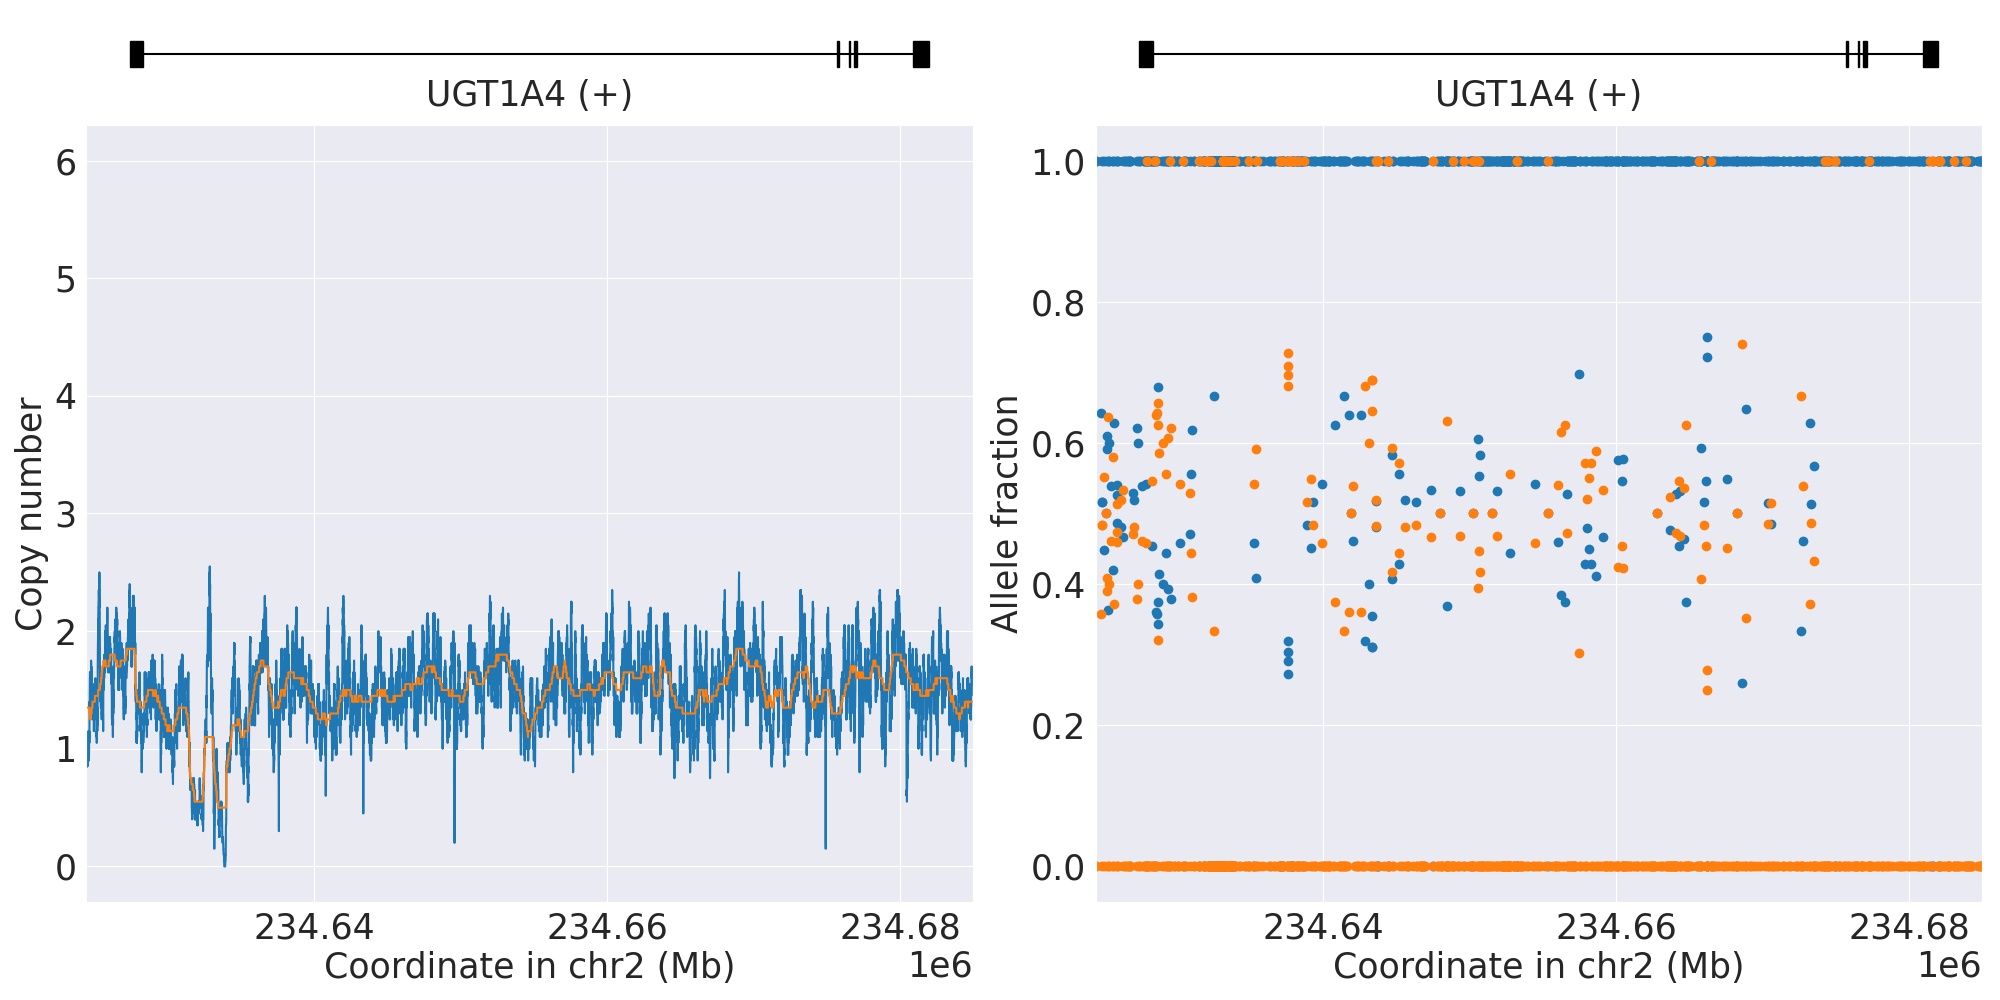 UGT1A4 (+)
6
5
4
3
2
1
0
Copy number
234.64 234.66 234.68
Coordinate in chr2 (Mb)
1e6
UGT1A4 (+)
1.0
0.8
0.6
0.4
0.2
0.0
Allele fraction
234.64 234.66 234.68
Coordinate in chr2 (Mb)
1e6